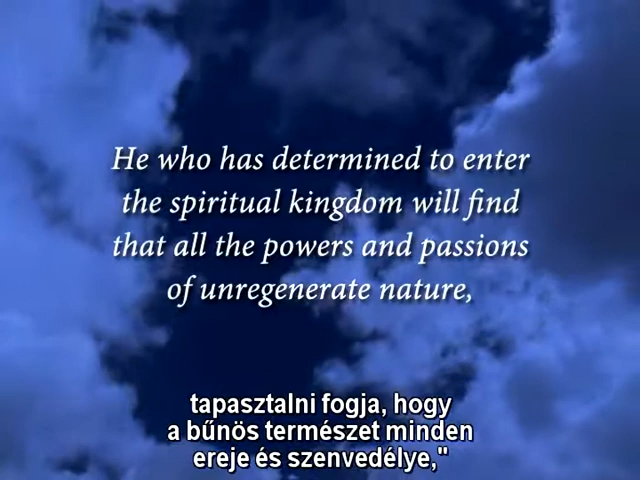 He who has determined to enter
the spiritual kingdom will find
that all the powers and passions
of unregenerate nature,
tapasztalni fogja, hogy
a bűnös természet minden
ereje és szenvedélye,"